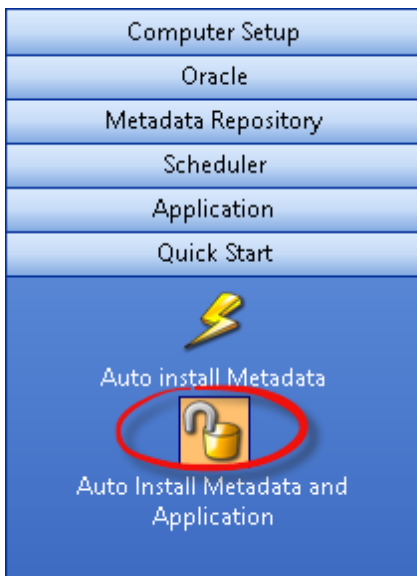 Computer Setup
Oracle
Metadata Repository
Scheduler
Application
Quick Start
Auto install Metadata
Auto Install Metadata and
Application